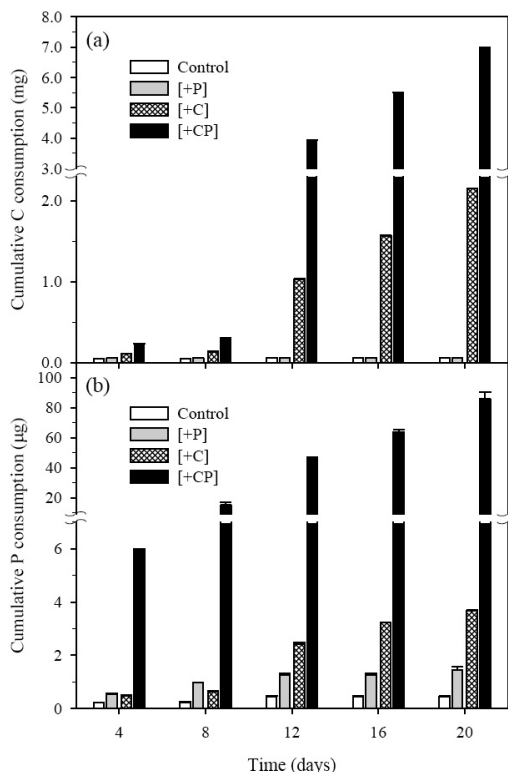 (a)
Control
[+P]
[+C]
[+CP]
Cumulative C consumption (mg)
8.0
7.0
6.0
5.0
4.0
3.0
2.0
1.0
0.0
(b)
Control
[+P]
[+C]
[+CP]
Cumulative P consumption (µg)
100
80
60
40
20
6
4
2
0
4 8 12 16 20
Time (days)